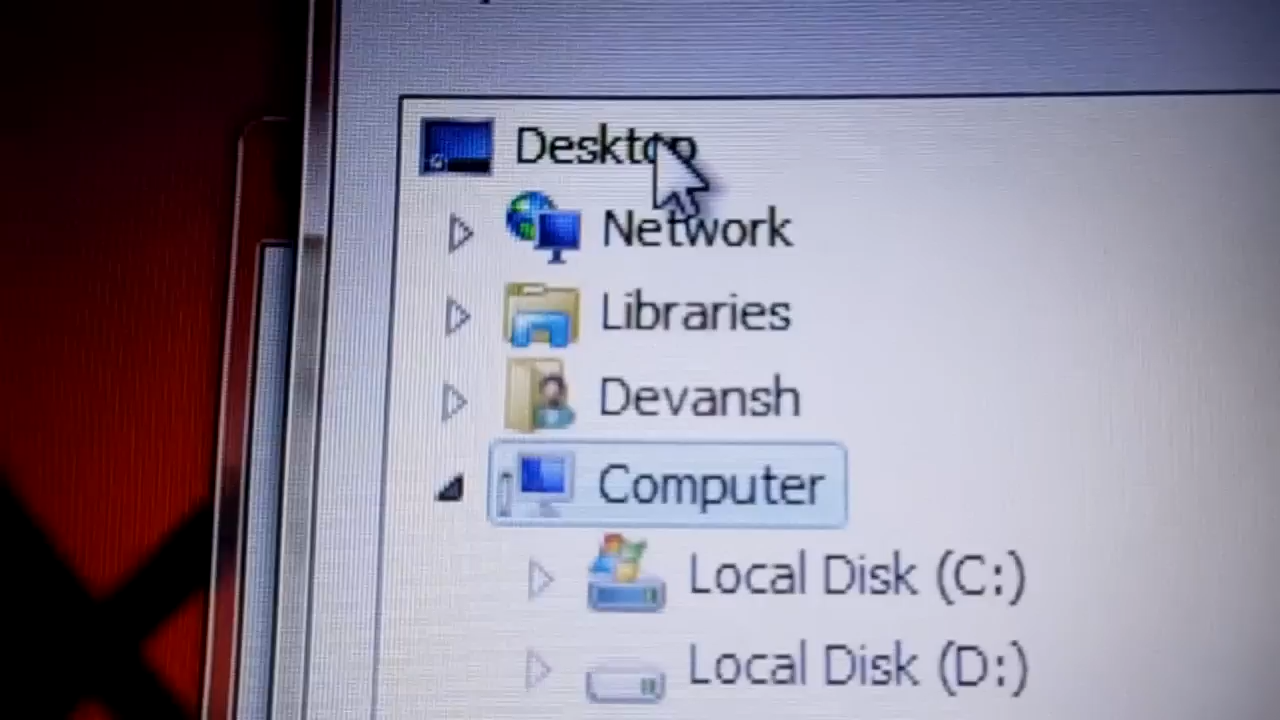 Desktop
Network
Libraries
Devansh
Computer
Local Disk (C:)
Local Disk (D:)